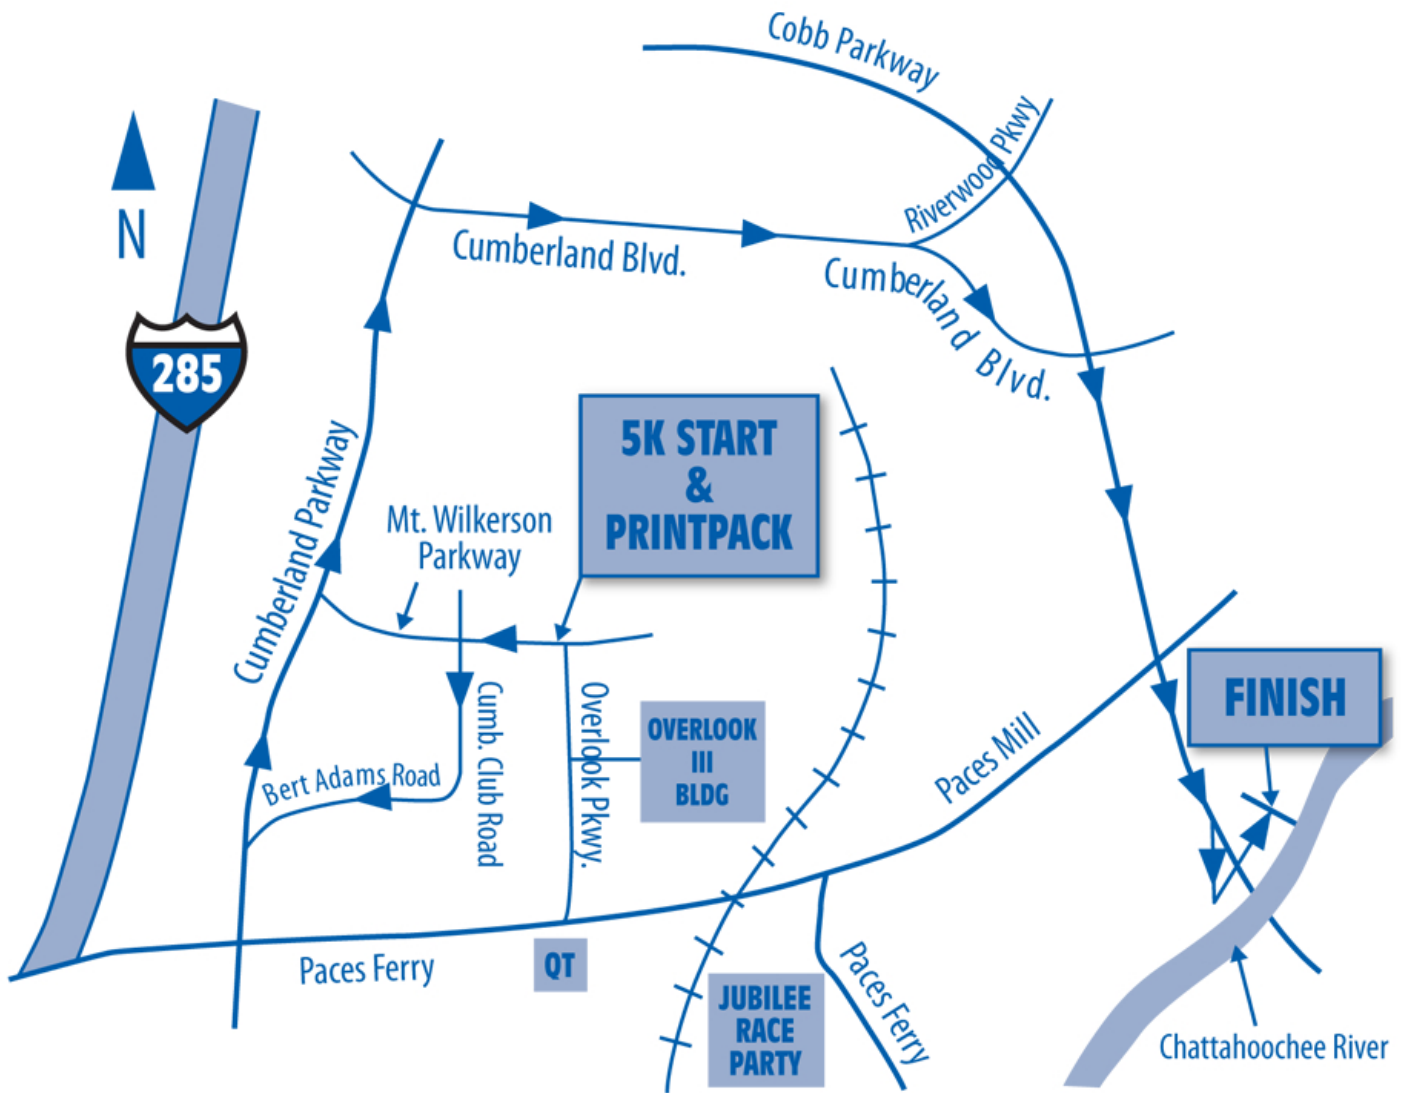 Cobb Parkway
Riverwood Pkwy
N
Cumberland Blvd.
Cumberland Blvd.
285
5K START
&
PRINTPACK
Cumberland Parkway
Mt. Wilkerson
Parkway
FINISH
Cumb. Club Road
Overlook Pkwy.
OVERLOOK
III
BLDG
Paces Mill
Bert Adams Road
Paces Ferry
QT
JUBILEE
RACE
PARTY
Paces Ferry
Chattahoochee River